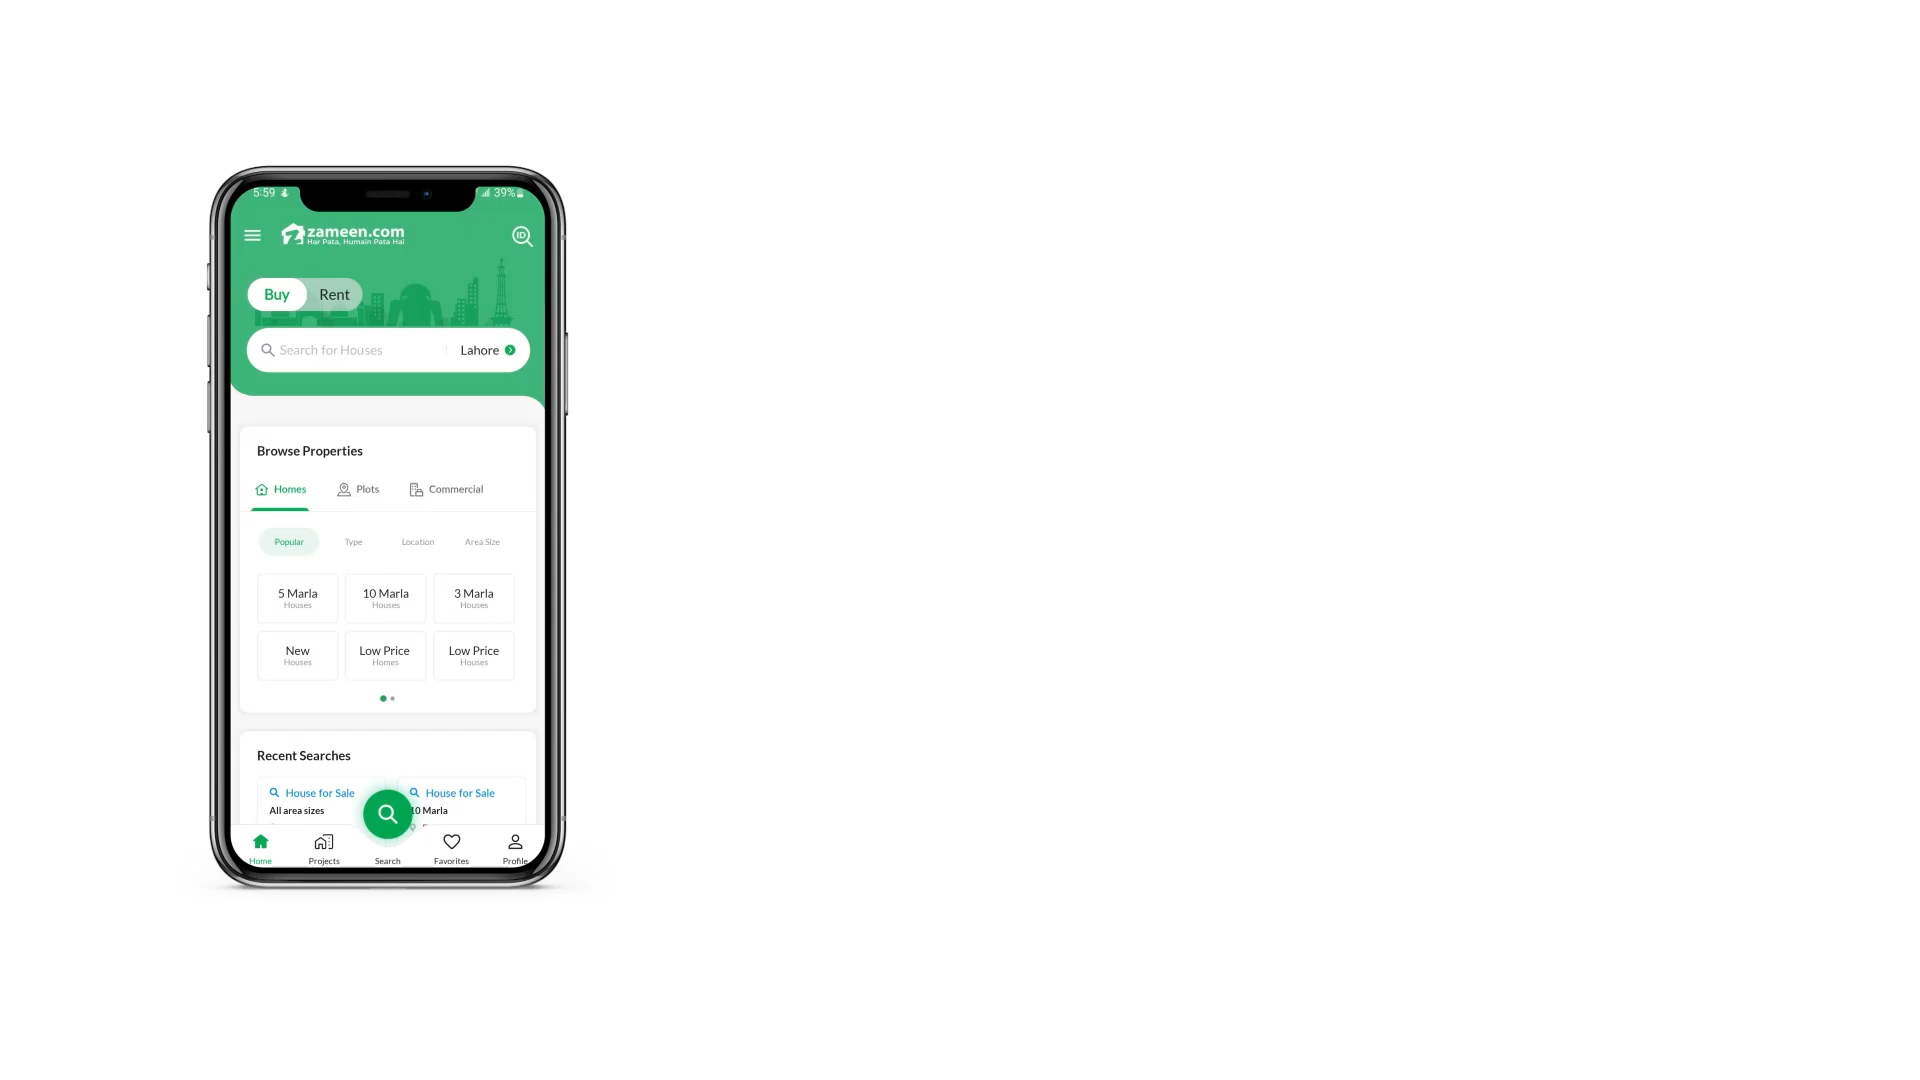 5:59
39%
zameen.com
Har Pata, Humain Pata Hai
ID
Buy Rent
Search for Houses Lahore
Browse Properties
Homes Plots Commercial
Popular Type Location Area Size
5 Marla 10 Marla 3 Marla
Houses Houses Houses
New Low Price Low Price
Houses Homes Houses
Recent Searches
House for Sale House for Sale
All area sizes 10 Marla
Home Projects Search Favorites Profile